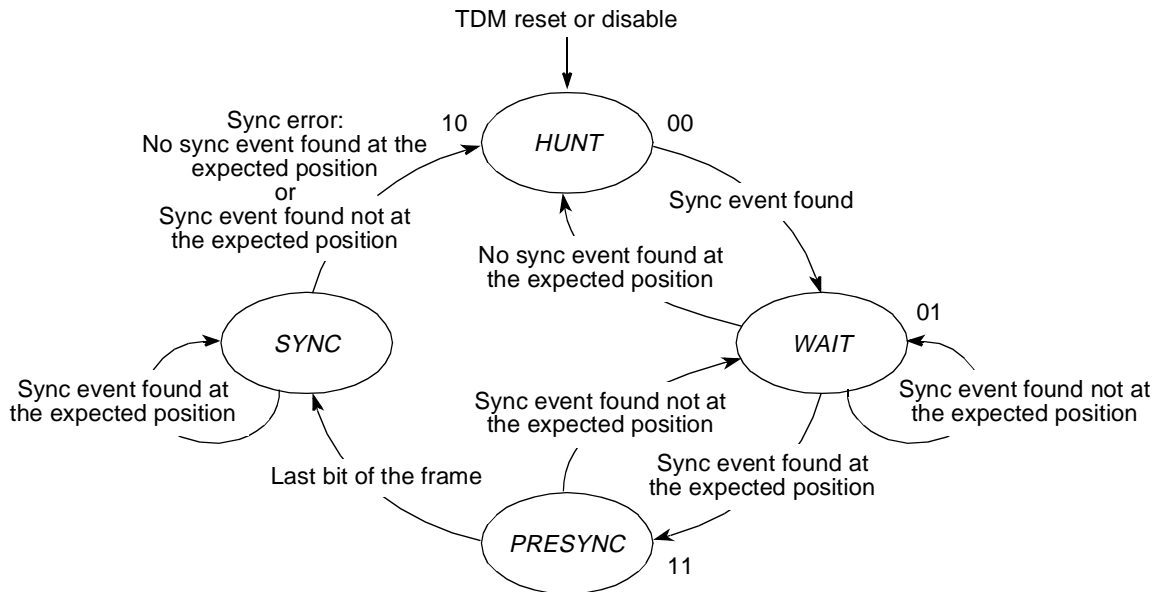 TDM reset or disable
Sync error:
No sync event found at the
expected position
or
Sync event found not at
the expected position
10
HUNT
00
Sync event found
No sync event found at
the expected position
SYNC
01
WAIT
Sync event found at
the expected position
Sync event found not at
the expected position
Sync event found not at
the expected position
Last bit of the frame
Sync event found at
the expected position
PRESYNC
11